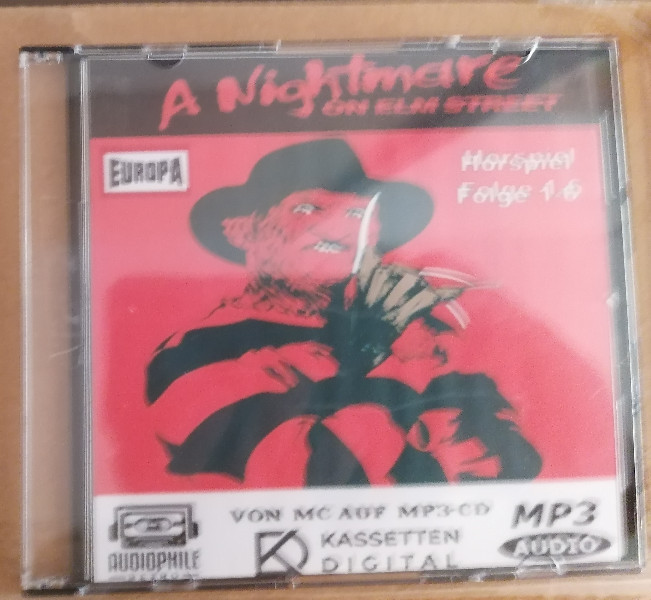 A Nightmare
ON ELM STREET
EUROPA
Hörspiel
Folge 1 6
VON MC AUF MP3-CD
MP3
AUDIO
KASSETTEN
DIGITAL
AUDIOPHILE